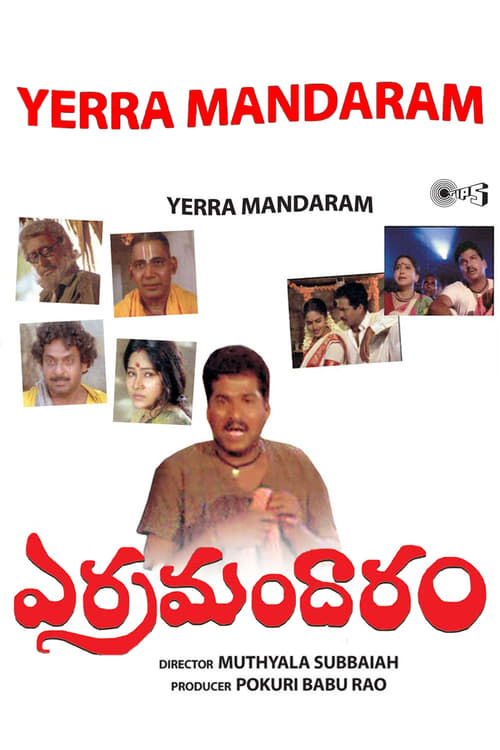 YERRA MANDARAM
YERRA MANDARAM
TIPS
ఎర్రమందారం
DIRECTOR MUTHYALA SUBBAIAH
PRODUCER POKURI BABU RAO